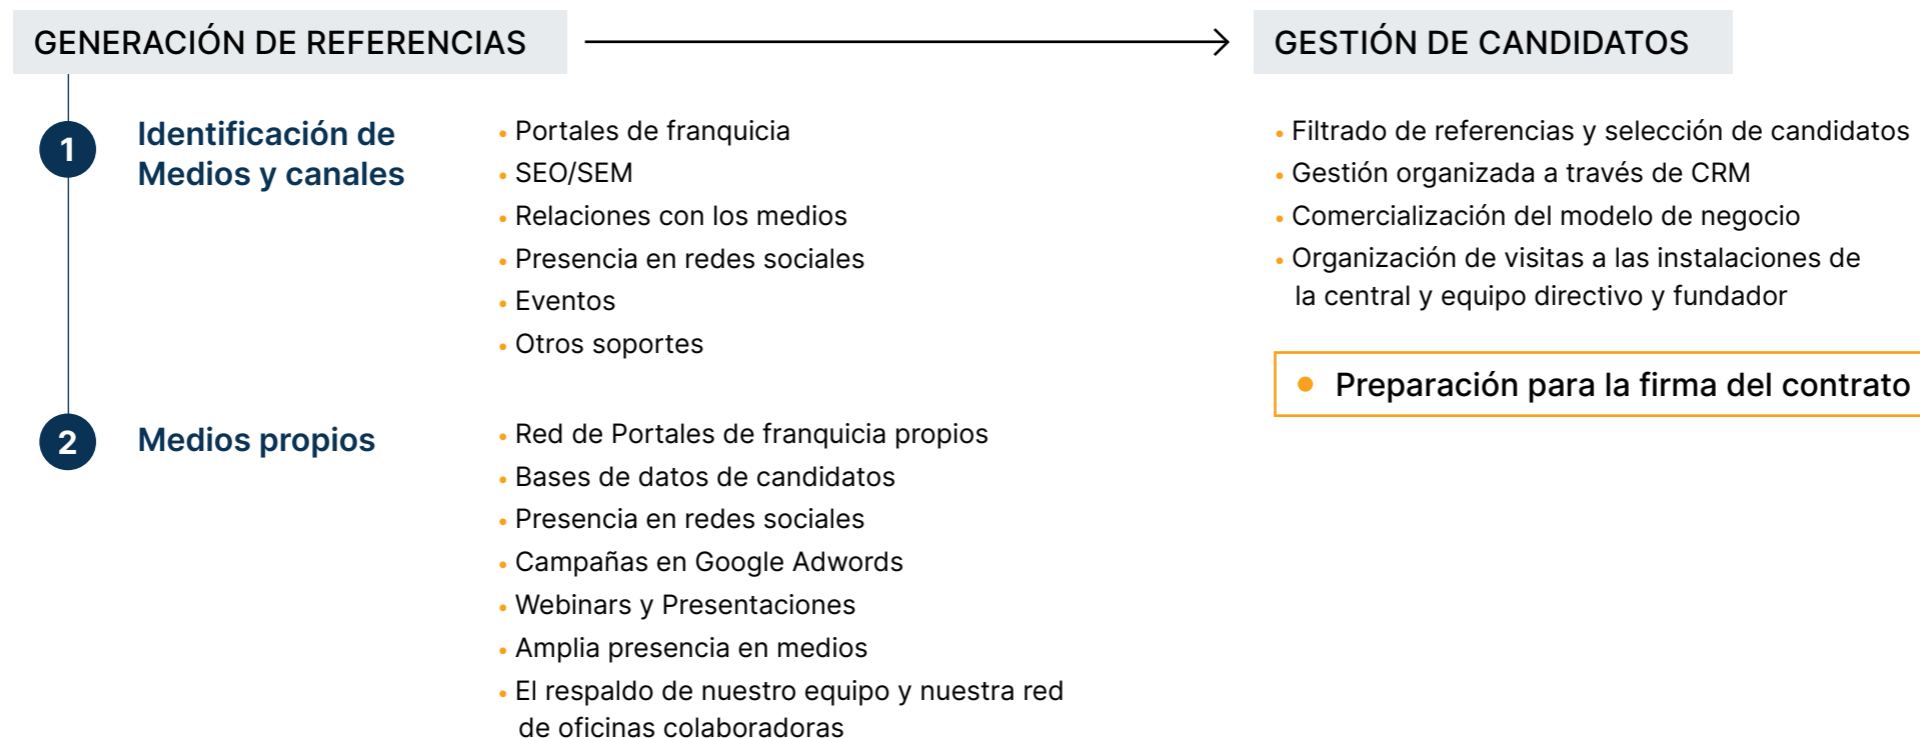 GENERACIÓN DE REFERENCIAS
1
Identificación de
Medios y canales
• Portales de franquicia
• SEO/SEM
• Relaciones con los medios
• Presencia en redes sociales
• Eventos
• Otros soportes
2
Medios propios
• Red de Portales de franquicia propios
• Bases de datos de candidatos
• Presencia en redes sociales
• Campañas en Google Adwords
• Webinars y Presentaciones
• Amplia presencia en medios
• El respaldo de nuestro equipo y nuestra red
de oficinas colaboradoras
GESTIÓN DE CANDIDATOS
• Filtrado de referencias y selección de candidatos
• Gestión organizada a través de CRM
• Comercialización del modelo de negocio
• Organización de visitas a las instalaciones de
la central y equipo directivo y fundador
• Preparación para la firma del contrato